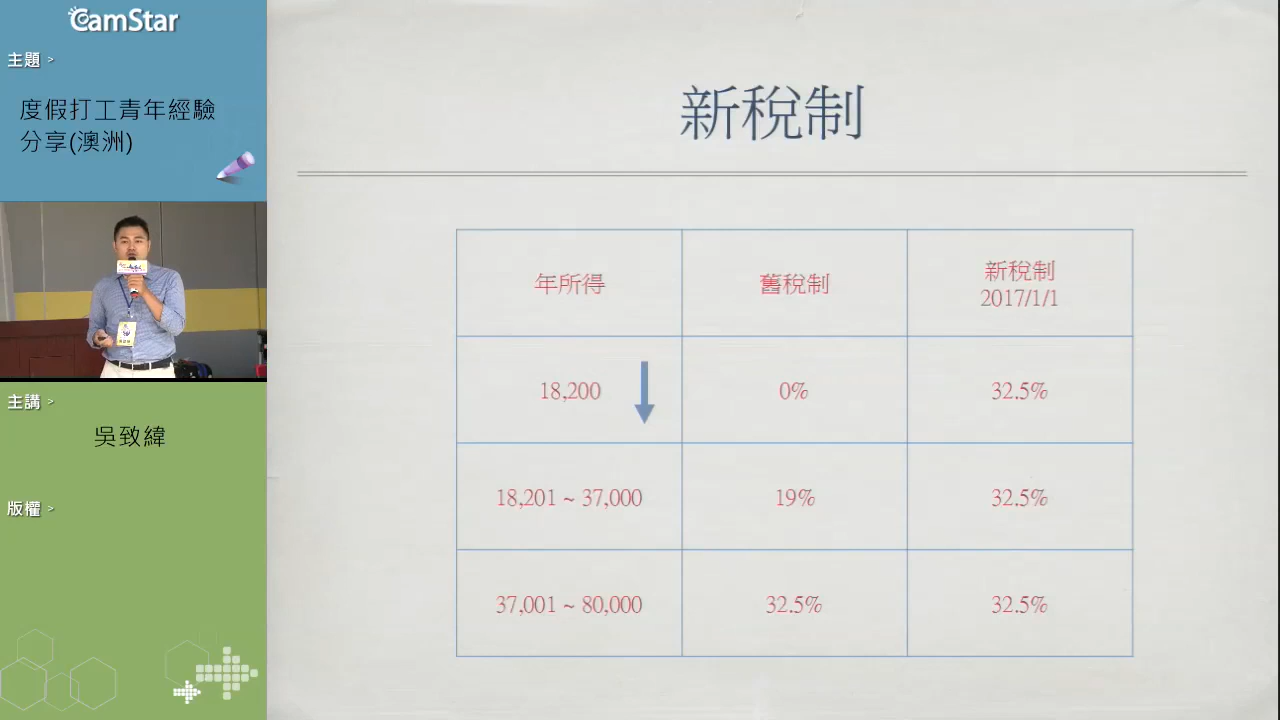 CamStar
主題 >
度假打工青年經驗
分享(澳洲)
主講 >
吳致緯
版權 >
新稅制
年所得
舊稅制
新稅制
2017/1/1
18,200
0%
32.5%
18,201 ~ 37,000
19%
32.5%
37,001 ~ 80,000
32.5%
32.5%